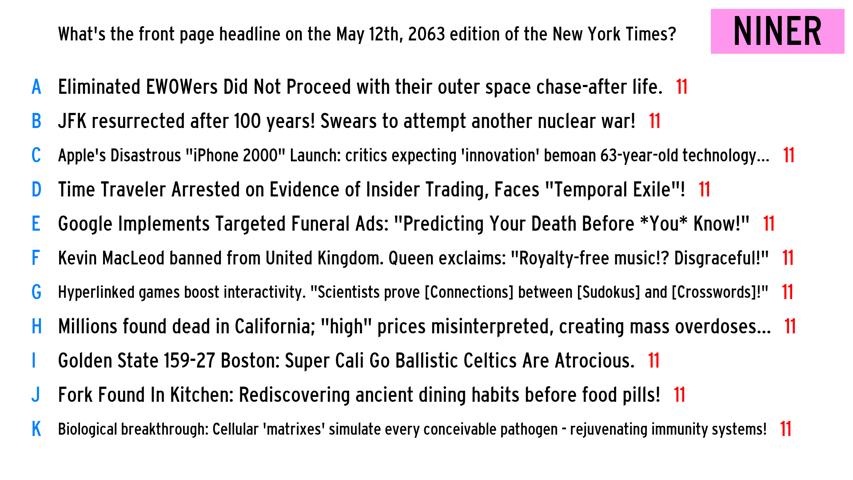 What's the front page headline on the May 12th, 2063 edition of the New York Times?
NINER
A Eliminated EWOWers Did Not Proceed with their outer space chase-after life. 11
B JFK resurrected after 100 years! Swears to attempt another nuclear war! 11
C Apple's Disastrous "iPhone 2000" Launch: critics expecting 'innovation' bemoan 63-year-old technology... 11
D Time Traveler Arrested on Evidence of Insider Trading, Faces "Temporal Exile"! 11
E Google Implements Targeted Funeral Ads: "Predicting Your Death Before *You* Know!" 11
F Kevin MacLeod banned from United Kingdom. Queen exclaims: "Royalty-free music!? Disgraceful!" 11
G Hyperlinked games boost interactivity. "Scientists prove [Connections] between [Sudokus] and [Crosswords]!" 11
H Millions found dead in California; "high" prices misinterpreted, creating mass overdoses... 11
I Golden State 159-27 Boston: Super Cali Go Ballistic Celtics Are Atrocious. 11
J Fork Found In Kitchen: Rediscovering ancient dining habits before food pills! 11
K Biological breakthrough: Cellular 'matrixes' simulate every conceivable pathogen - rejuvenating immunity systems! 11